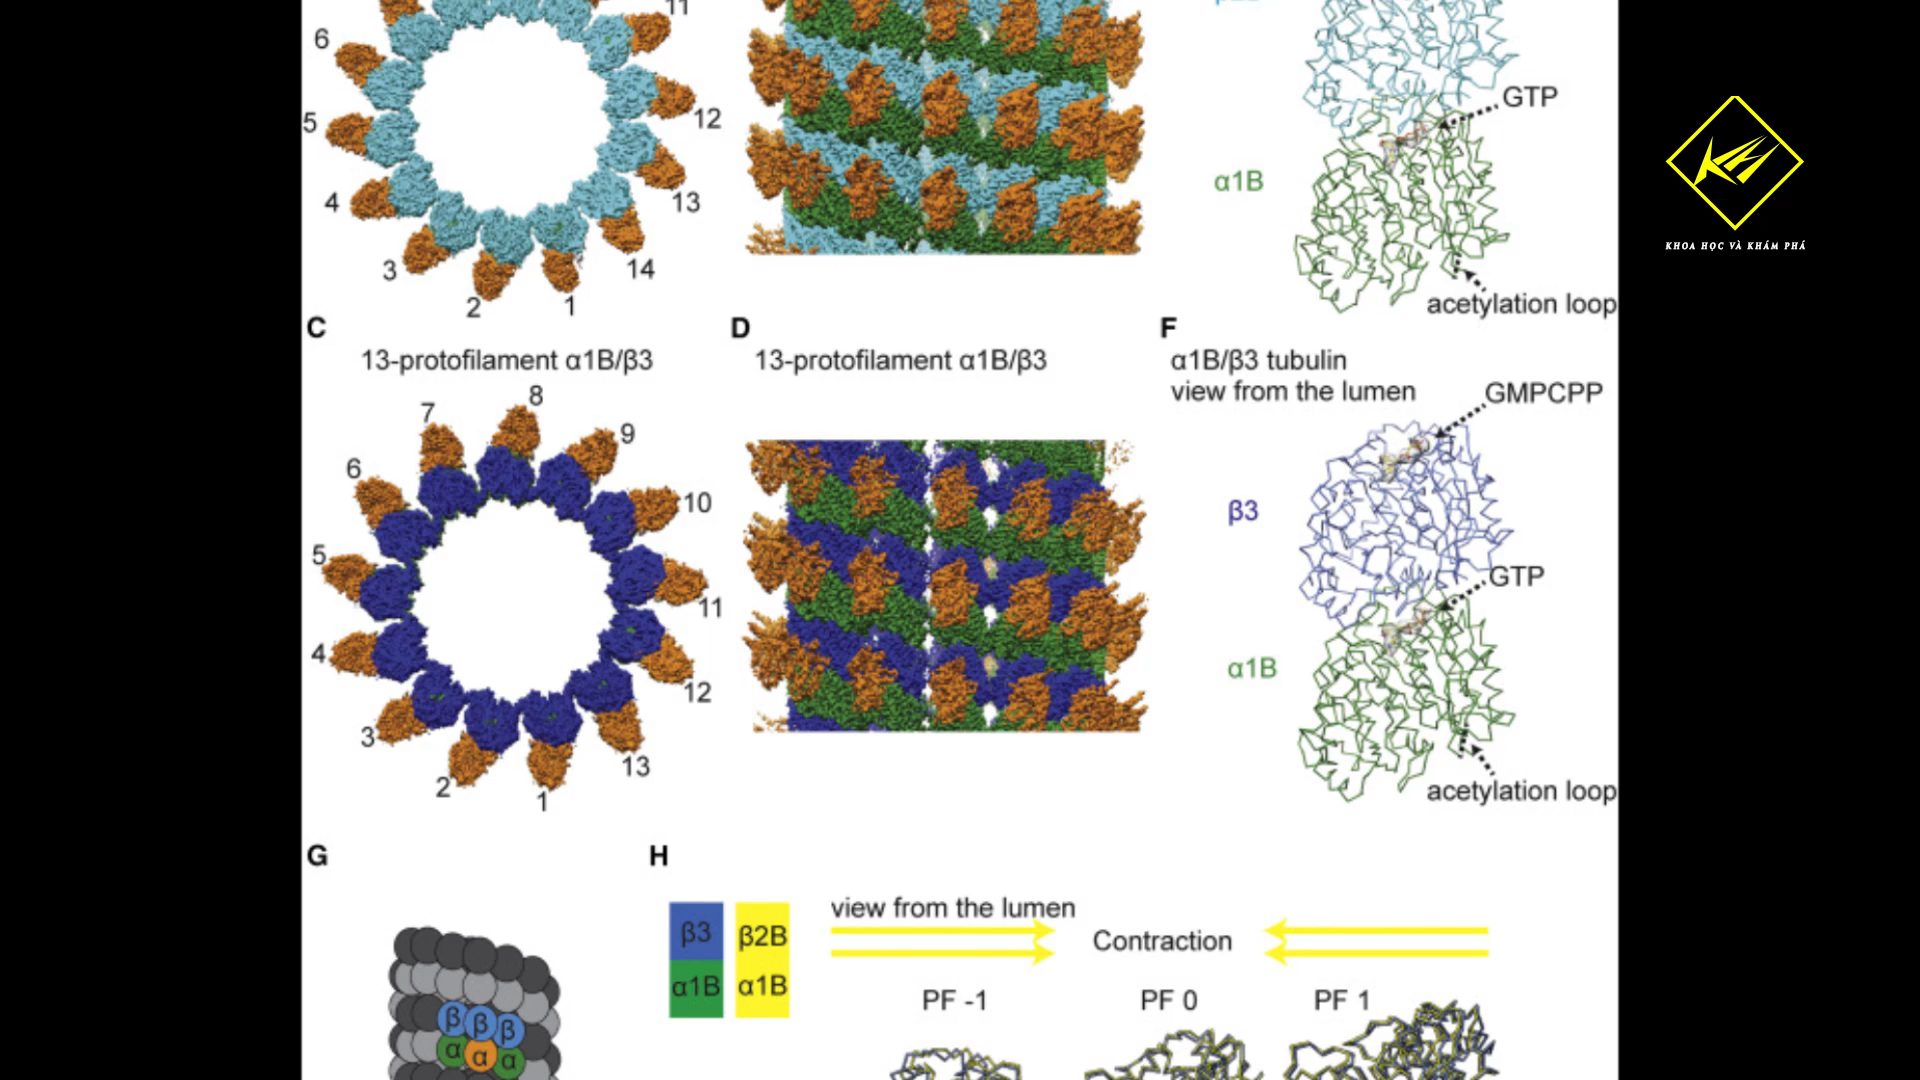 11
6
GTP
5
12
α1B
4
13
3
14
2
1
acetylation loop
KHOA HỌC VÀ KHÁM PHÁ
C
13-protofilament α1B/β3
8
7
9
6
10
5
11
4
12
3
13
2
1
D
13-protofilament α1B/β3
F
α1B/β3 tubulin
view from the lumen
GMPCPP
β3
GTP
α1B
acetylation loop
G
β β β
α α α
H
β3 β2B
α1B α1B
view from the lumen
Contraction
PF -1 PF 0 PF 1